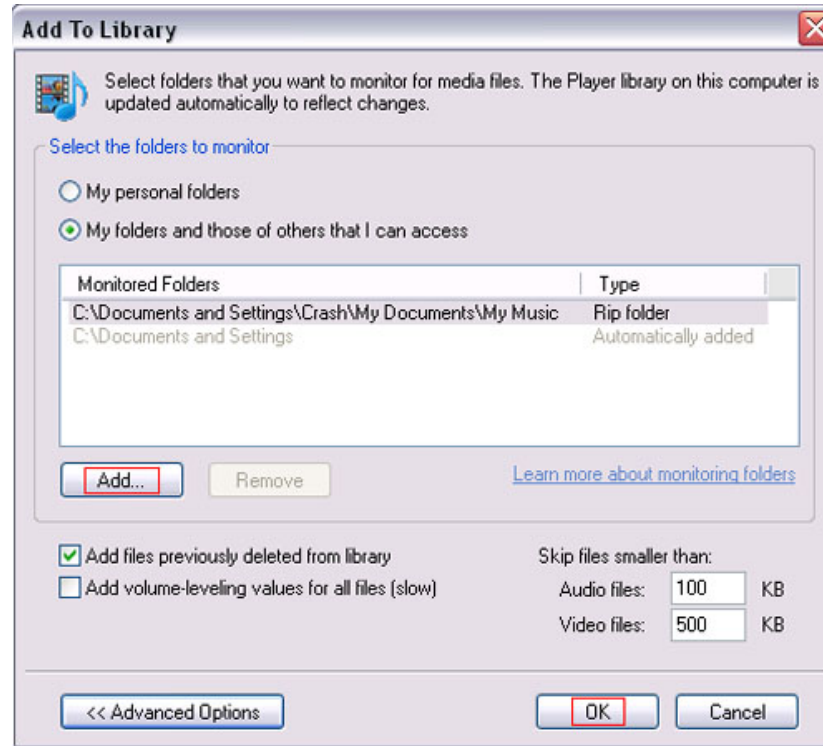 Add To Library
Select folders that you want to monitor for media files. The Player library on this computer is
updated automatically to reflect changes.
Select the folders to monitor
My personal folders
My folders and those of others that I can access
Monitored Folders Type
C:\Documents and Settings\Crash\My Documents\My Music Rip folder
C:\Documents and Settings Automatically added
Add... Remove Learn more about monitoring folders
Add files previously deleted from library Skip files smaller than:
Add volume-leveling values for all files (slow) Audio files: 100 KB
Video files: 500 KB
<< Advanced Options OK Cancel